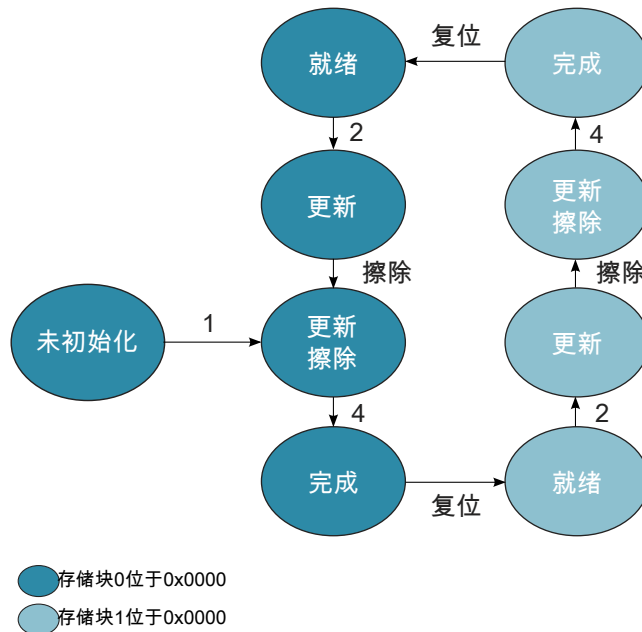 复位
就绪
完成
2
4
更新
更新
擦除
擦除
擦除
未初始化
1
更新
擦除
更新
4
2
完成
复位
就绪
存储块0位于0x0000
存储块1位于0x0000